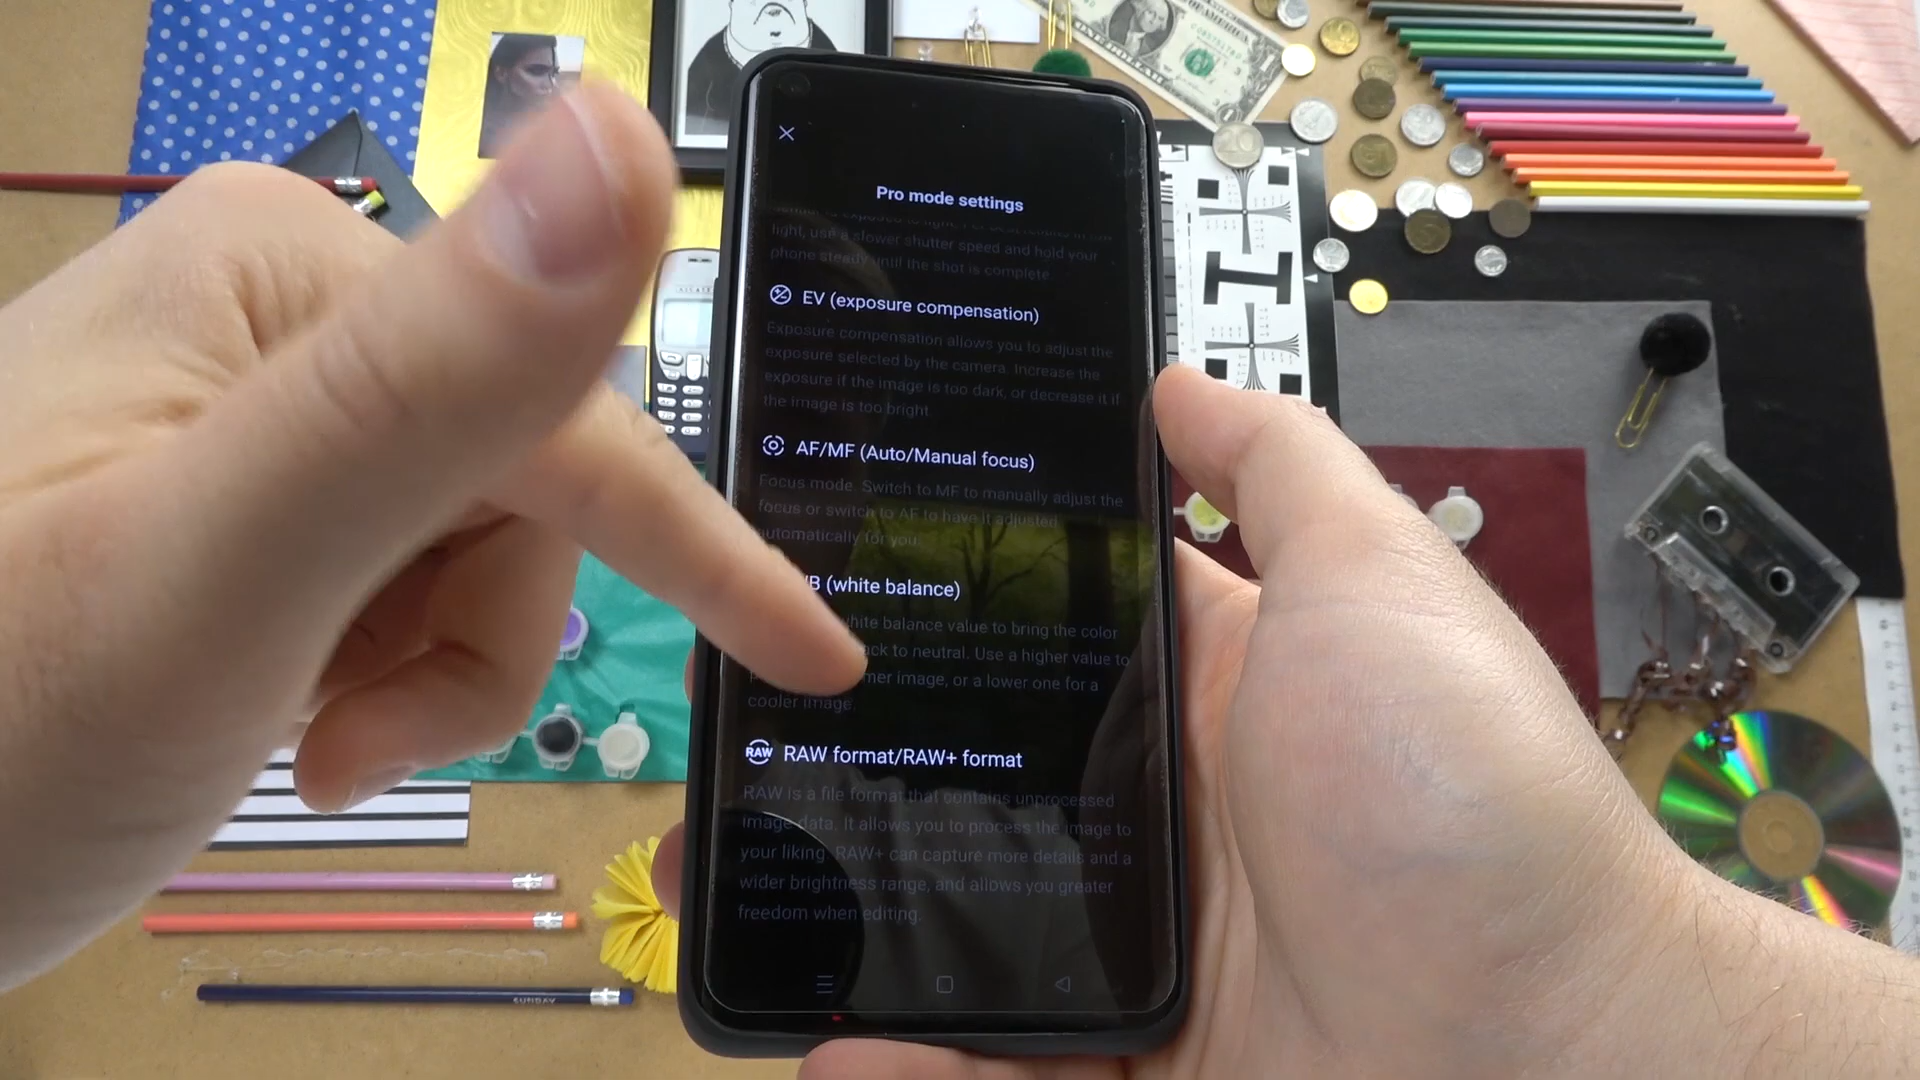 Pro mode settings
light, use a slower shutter speed and hold your
phone steady until the shot is complete.
EV (exposure compensation)
Exposure compensation allows you to adjust the
exposure selected by the camera. Increase the
exposure if the image is too dark, or decrease it if
the image is too bright.
AF/MF (Auto/Manual focus)
Focus mode. Switch to MF to manually adjust the
focus or switch to AF to have it adjusted
automatically for you.
(white balance)
white balance value to bring the color
to neutral. Use a higher value to
image, or a lower one for a
cooler image.
RAW
RAW format/RAW+ format
RAW is a file format that contains unprocessed
image data. It allows you to process the image to
your liking. RAW+ can capture more details and a
wider brightness range, and allows you greater
freedom when editing.
SUNDAY
20
1